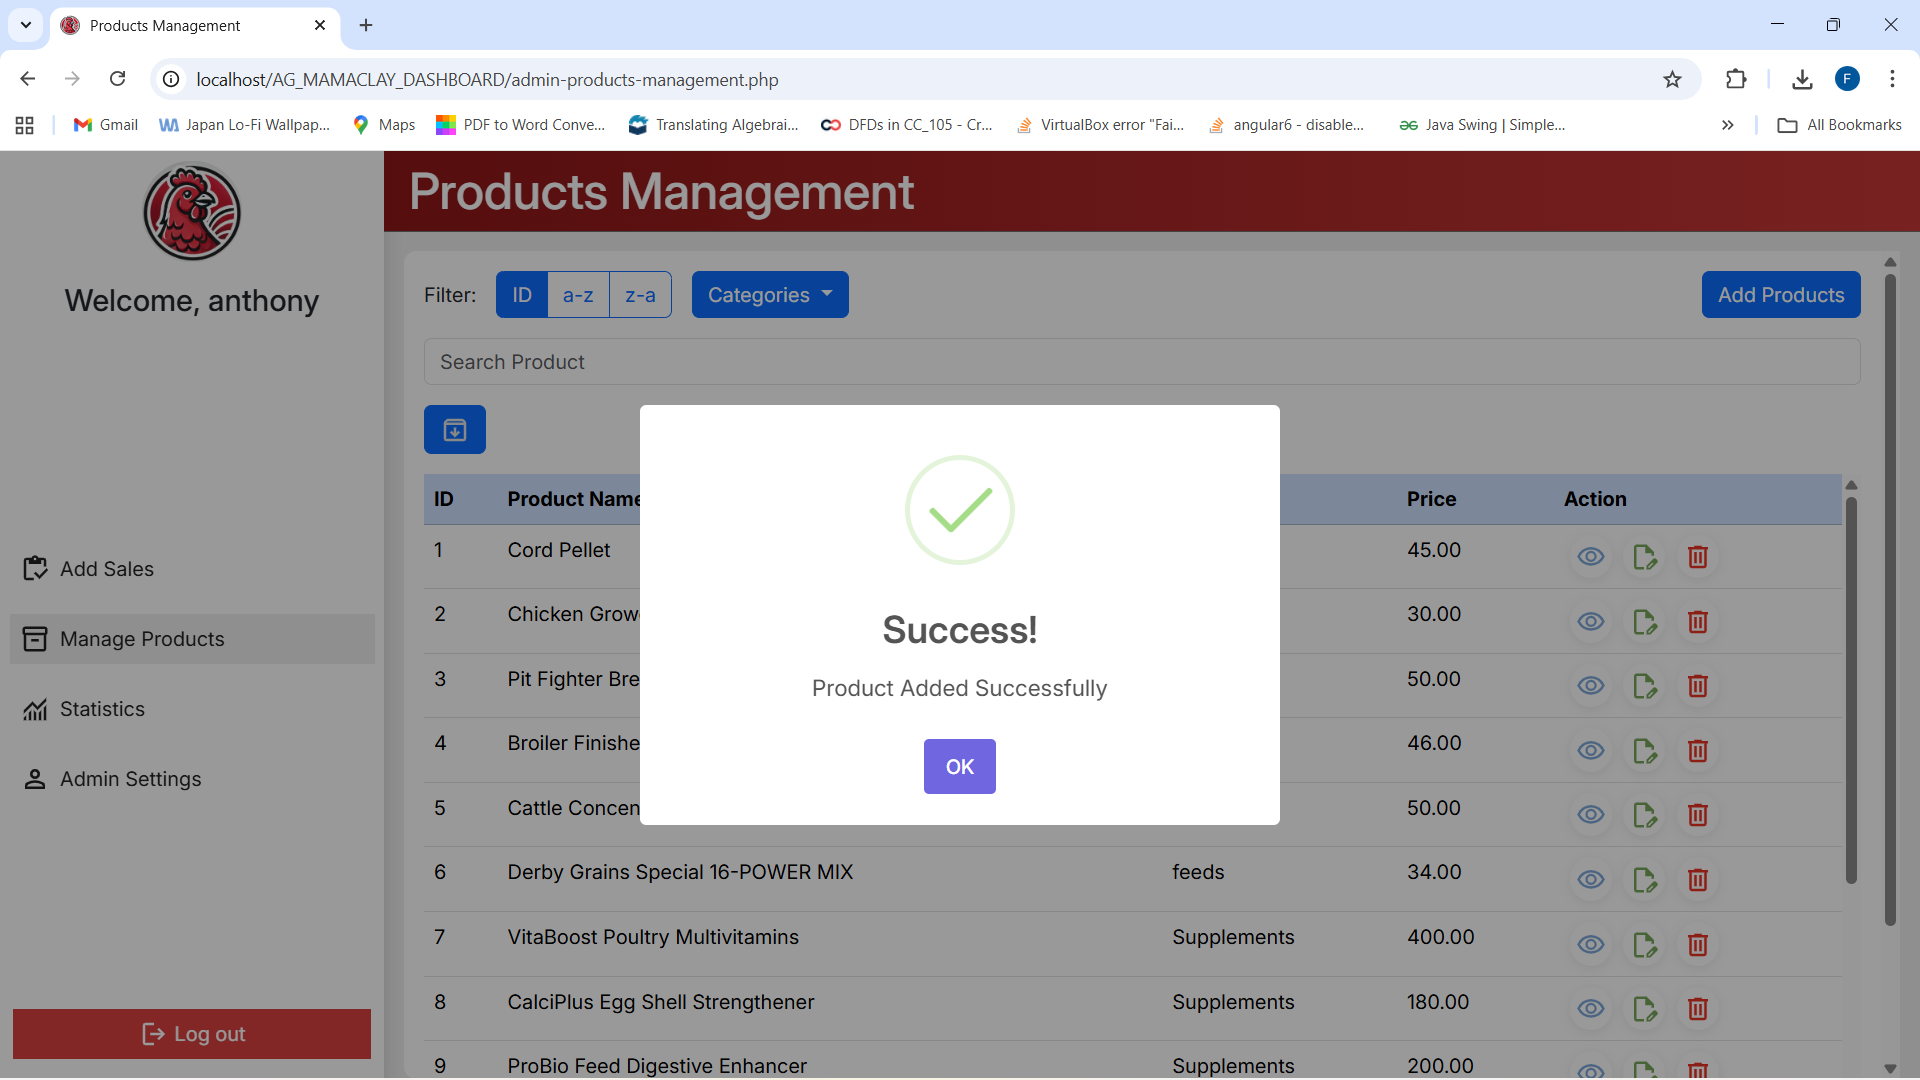 Products Management
localhost/AG_MAMACLAY_DASHBOARD/admin-products-management.php
F
Gmail
Japan Lo-Fi Wallpap...
Maps
PDF to Word Conve...
Translating Algebrai...
DFDs in CC_105 - Cr...
VirtualBox error "Fai...
angular6 - disable...
Java Swing | Simple...
All Bookmarks
Welcome, anthony
Add Sales
Manage Products
Statistics
Admin Settings
Log out
Products Management
Filter: ID a-z z-a Categories Add Products
Search Product
ID Product Name Price Action
1 Cord Pellet 45.00
2 Chicken Grow 30.00
3 Pit Fighter Bre 50.00
4 Broiler Finishe 46.00
5 Cattle Concen 50.00
6 Derby Grains Special 16-POWER MIX feeds 34.00
7 VitaBoost Poultry Multivitamins Supplements 400.00
8 CalciPlus Egg Shell Strengthener Supplements 180.00
9 ProBio Feed Digestive Enhancer Supplements 200.00
Success!
Product Added Successfully
OK